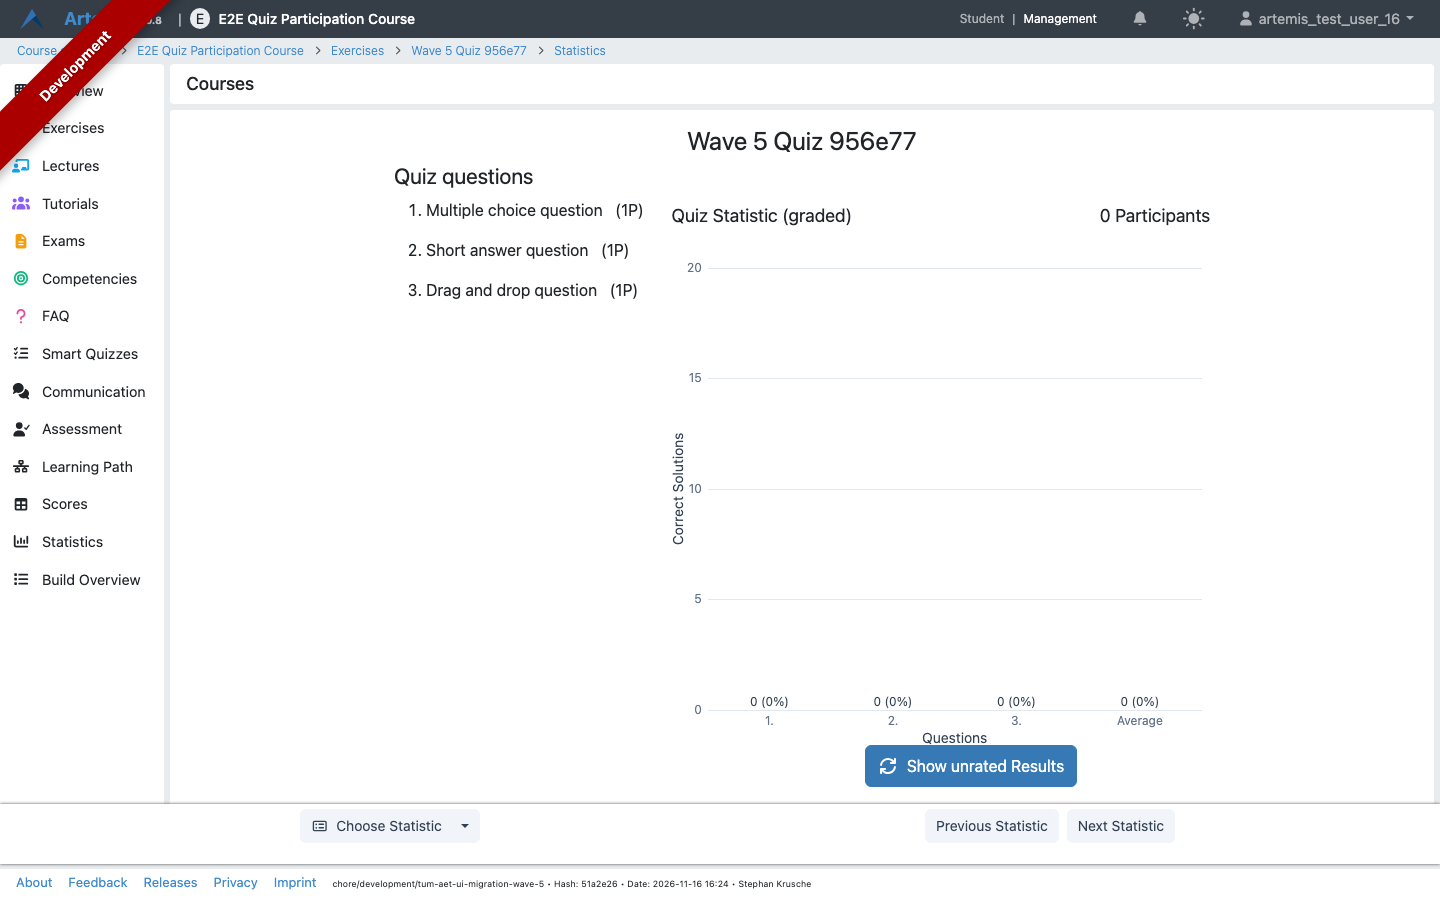 E E2E Quiz Participation Course
Student | Management
artemis_test_user_16
Development
Course
E2E Quiz Participation Course
Exercises
Wave 5 Quiz 956e77
Statistics
Exercises
Lectures
Tutorials
Exams
Competencies
FAQ
Smart Quizzes
Communication
Assessment
Learning Path
Scores
Statistics
Build Overview
Courses
Wave 5 Quiz 956e77
Quiz questions
1. Multiple choice question (1P)
2. Short answer question (1P)
3. Drag and drop question (1P)
Quiz Statistic (graded)
0 Participants
20
15
10
5
0
Correct Solutions
0 (0%) 0 (0%) 0 (0%) 0 (0%)
1. 2. 3. Average
Questions
Show unrated Results
Choose Statistic
Previous Statistic
Next Statistic
About Feedback Releases Privacy Imprint chore/development/tum-aet-ui-migration-wave-5 • Hash: 51a2e26 • Date: 2026-11-16 16:24 • Stephan Krusche